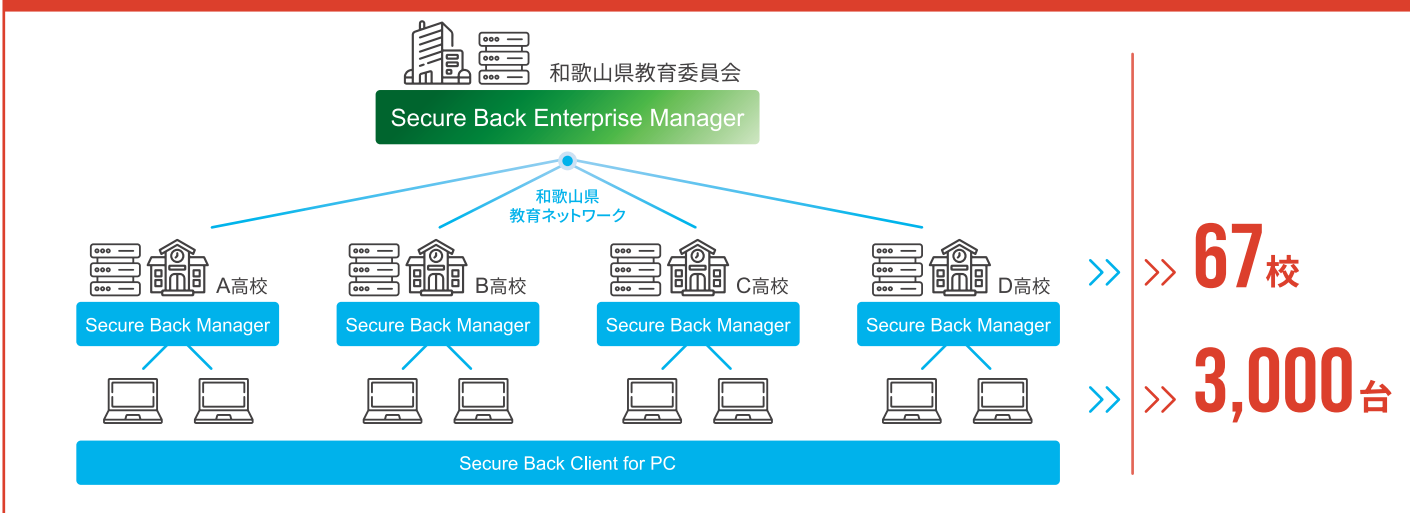 和歌山県教育委員会
Secure Back Enterprise Manager
和歌山県
教育ネットワーク
A高校
B高校
C高校
D高校
67校
Secure Back Manager
Secure Back Manager
Secure Back Manager
Secure Back Manager
3,000台
Secure Back Client for PC